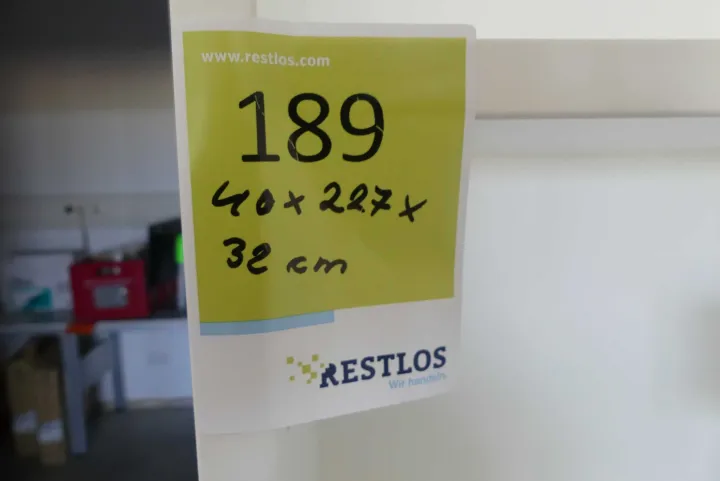 www.restlos.com
189
40 x 227 x
32 cm
RESTLOS
Wir handeln.